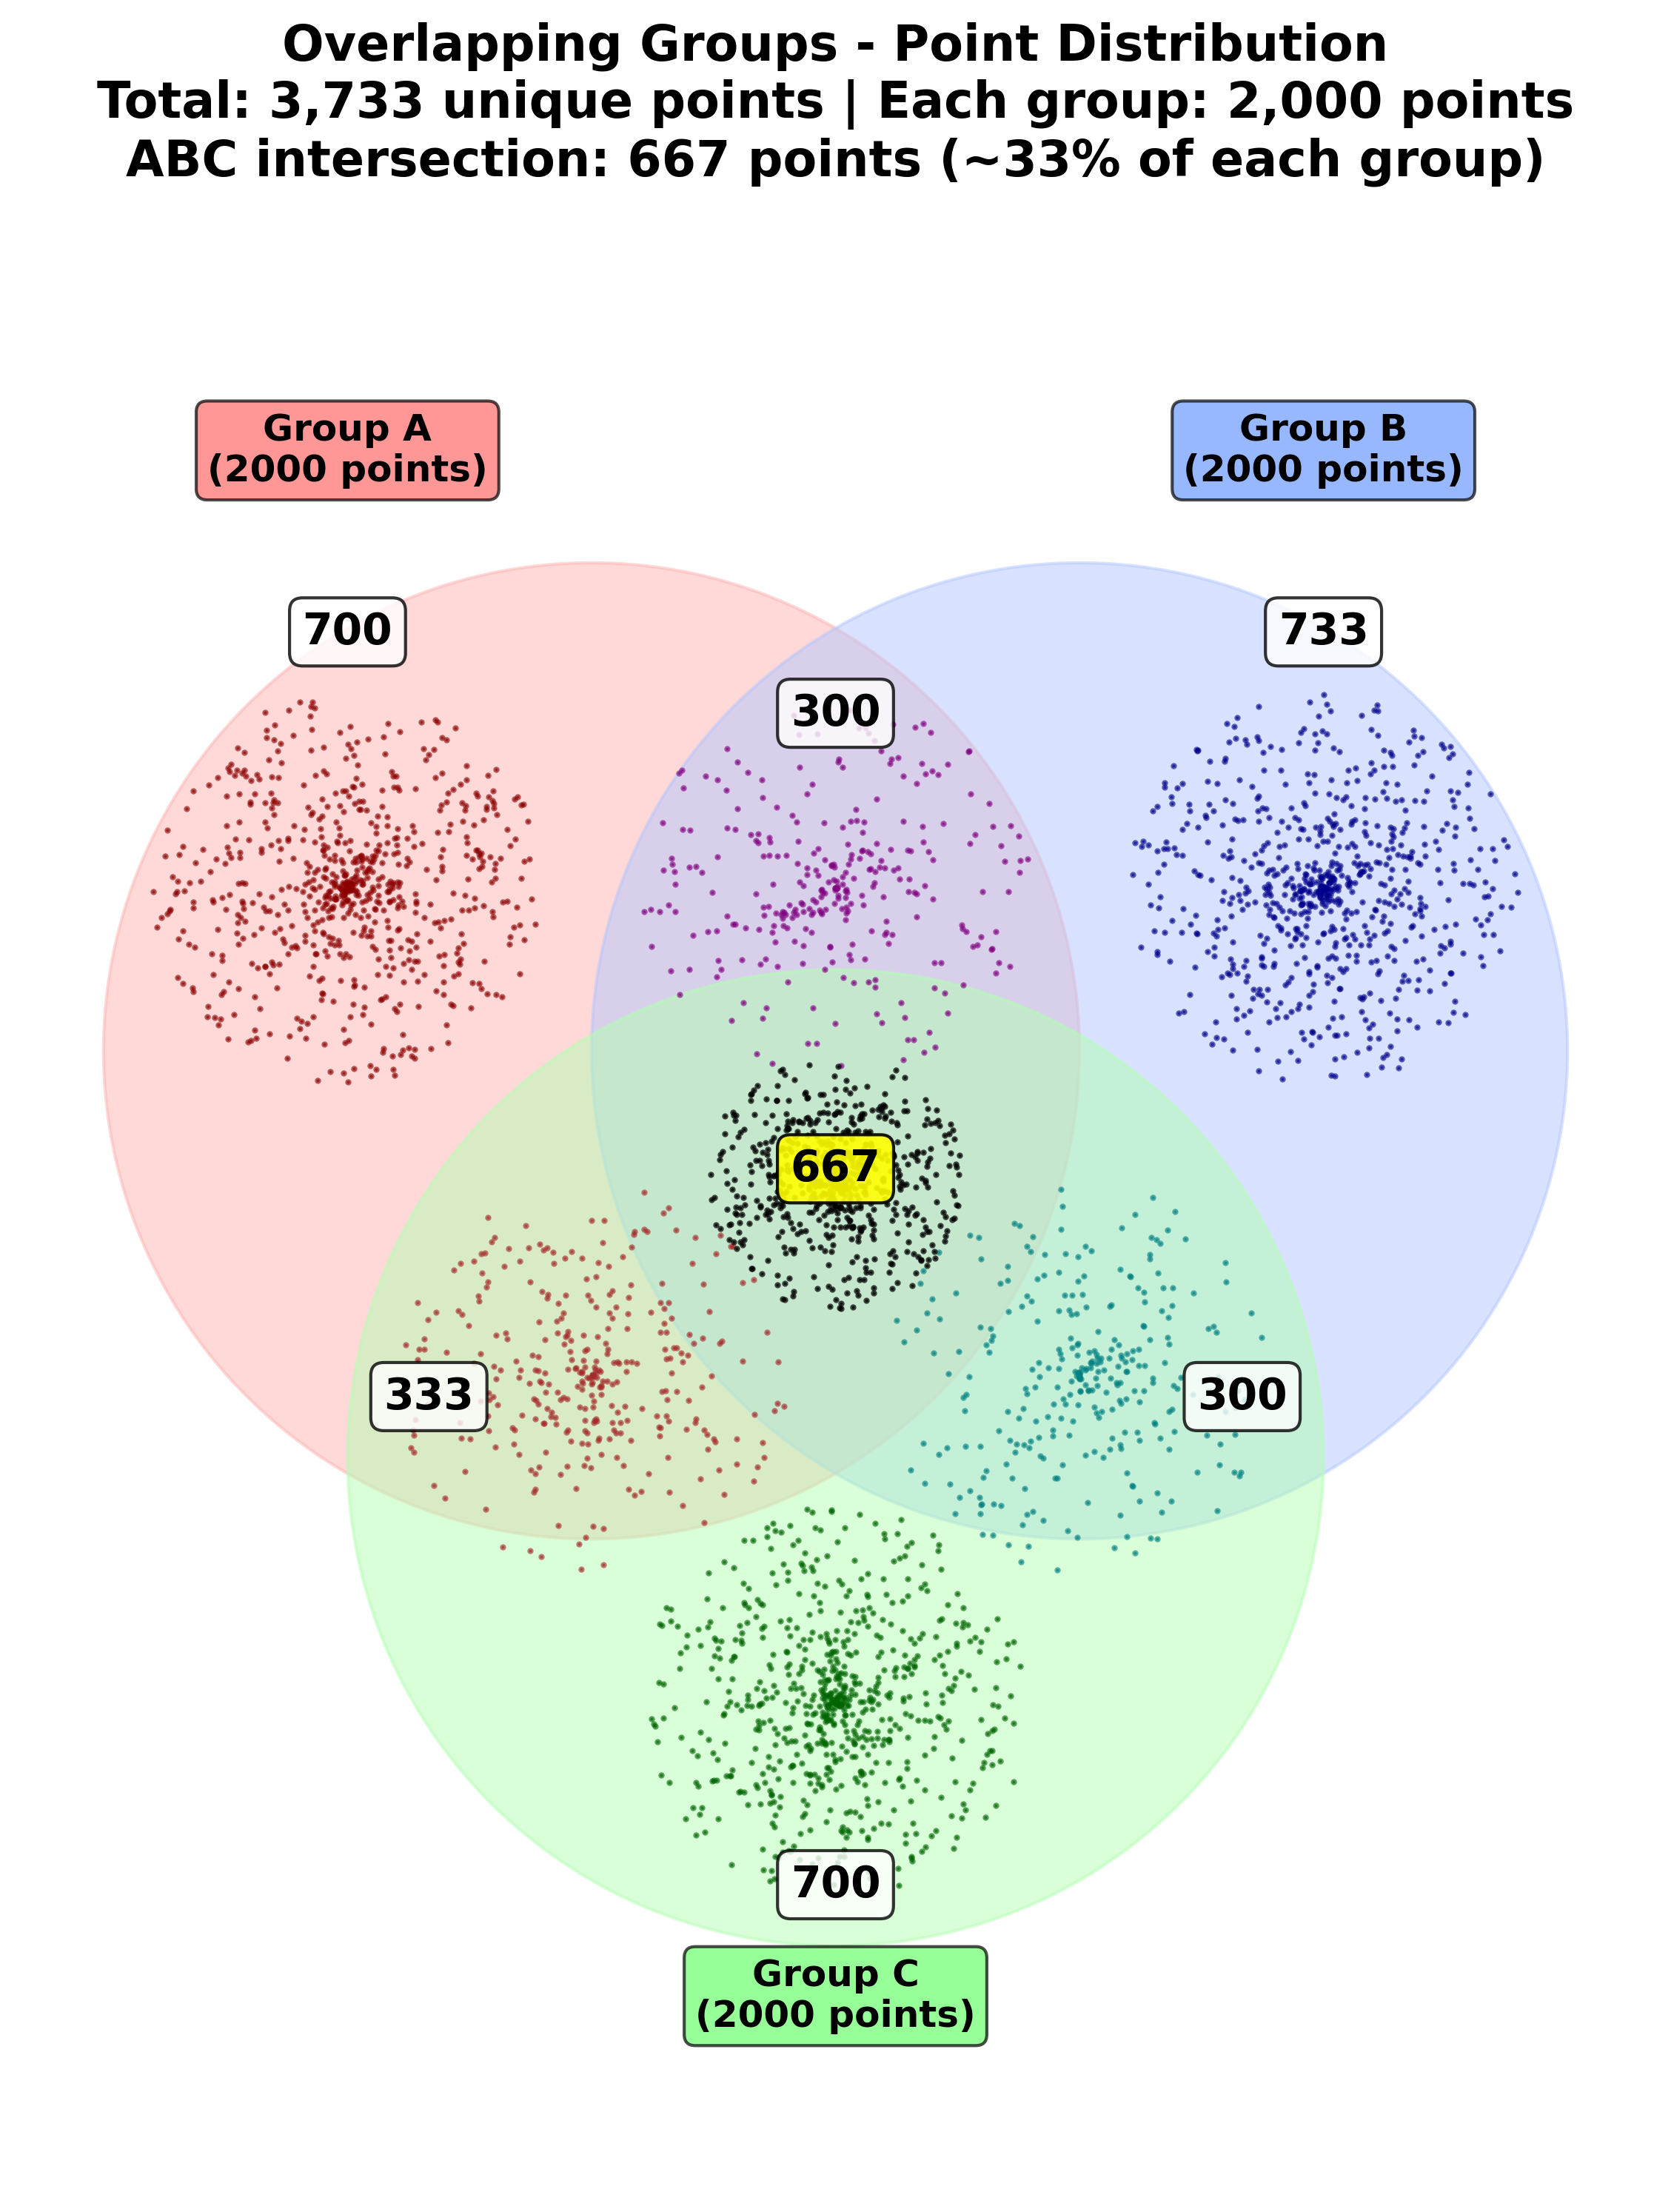 Overlapping Groups - Point Distribution
Total: 3,733 unique points | Each group: 2,000 points
ABC intersection: 667 points (~33% of each group)
Group A
(2000 points)
Group B
(2000 points)
700
733
300
667
333
300
700
Group C
(2000 points)